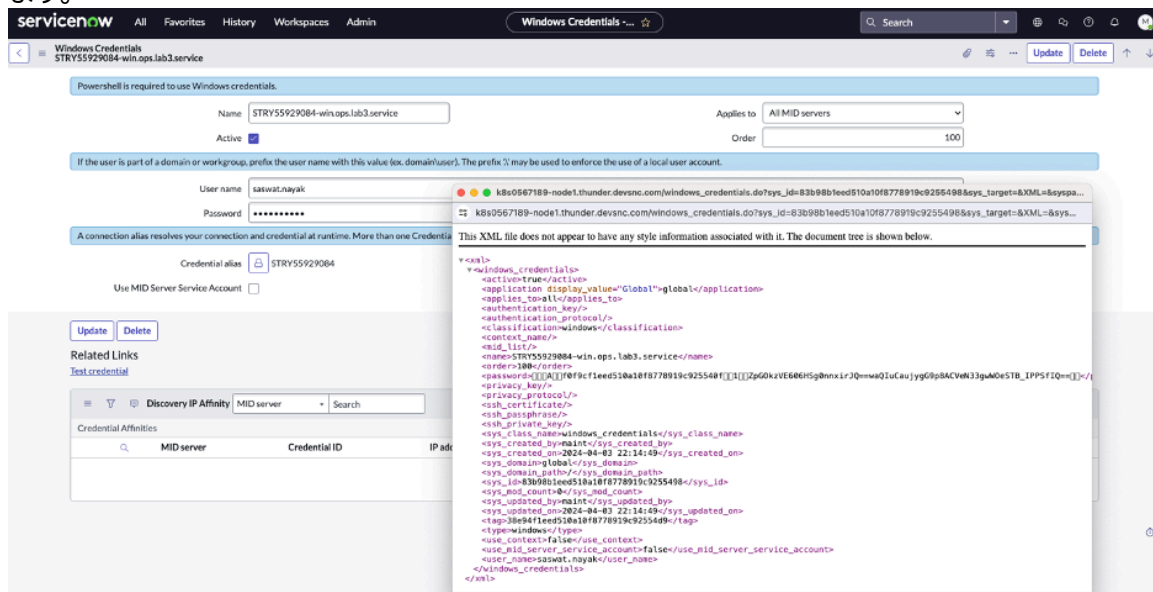 す。
servicenow All Favorites History Workspaces Admin Windows Credentials -... ☆ Search
Windows Credentials
STRY55929084-win.ops.lab3.service
Update Delete
Powershell is required to use Windows credentials.
Name STRY55929084-win.ops.lab3.service Applies to All MID servers
Active Order 100
If the user is part of a domain or workgroup, prefix the user name with this value (ex. domain\user). The prefix '.\' may be used to enforce the use of a local user account.
User name saswat.nayak
Password ••••••••••
A connection alias resolves your connection and credential at runtime. More than one Credentia
Credential alias STRY55929084
Use MID Server Service Account
Update Delete
Related Links
Test credential
Discovery IP Affinity MID server Search
Credential Affinities
MID server Credential ID IP add
k8s0567189-node1.thunder.devsnc.com/windows_credentials.do?sys_id=83b98b1eed510a10f8778919c9255498&sys_target=&XML=&syspa...
k8s0567189-node1.thunder.devsnc.com/windows_credentials.do?sys_id=83b98b1eed510a10f8778919c9255498&sys_target=&XML=&sys...
This XML file does not appear to have any style information associated with it. The document tree is shown below.
▼<xml>
▼<windows_credentials>
<active>true</active>
<application display_value="Global">global</application>
<applies_to>all</applies_to>
<authentication_key/>
<authentication_protocol/>
<classification>windows</classification>
<context_name/>
<mid_list/>
<name>STRY55929084-win.ops.lab3.service</name>
<order>100</order>
<password>
<privacy_key/>
<privacy_protocol/>
<ssh_certificate/>
<ssh_passphrase/>
<ssh_private_key/>
<sys_class_name>windows_credentials</sys_class_name>
<sys_created_by>maint</sys_created_by>
<sys_created_on>2024-04-03 22:14:49</sys_created_on>
<sys_domain>global</sys_domain>
<sys_domain_path>/</sys_domain_path>
<sys_id>83b98b1eed510a10f8778919c9255498</sys_id>
<sys_mod_count>0</sys_mod_count>
<sys_updated_by>maint</sys_updated_by>
<sys_updated_on>2024-04-03 22:14:49</sys_updated_on>
<tag>38e94f1eed510a10f8778919c92554d9</tag>
<type>windows</type>
<use_context>false</use_context>
<use_mid_server_service_account>false</use_mid_server_service_account>
<user_name>saswat.nayak</user_name>
</windows_credentials>
</xml>